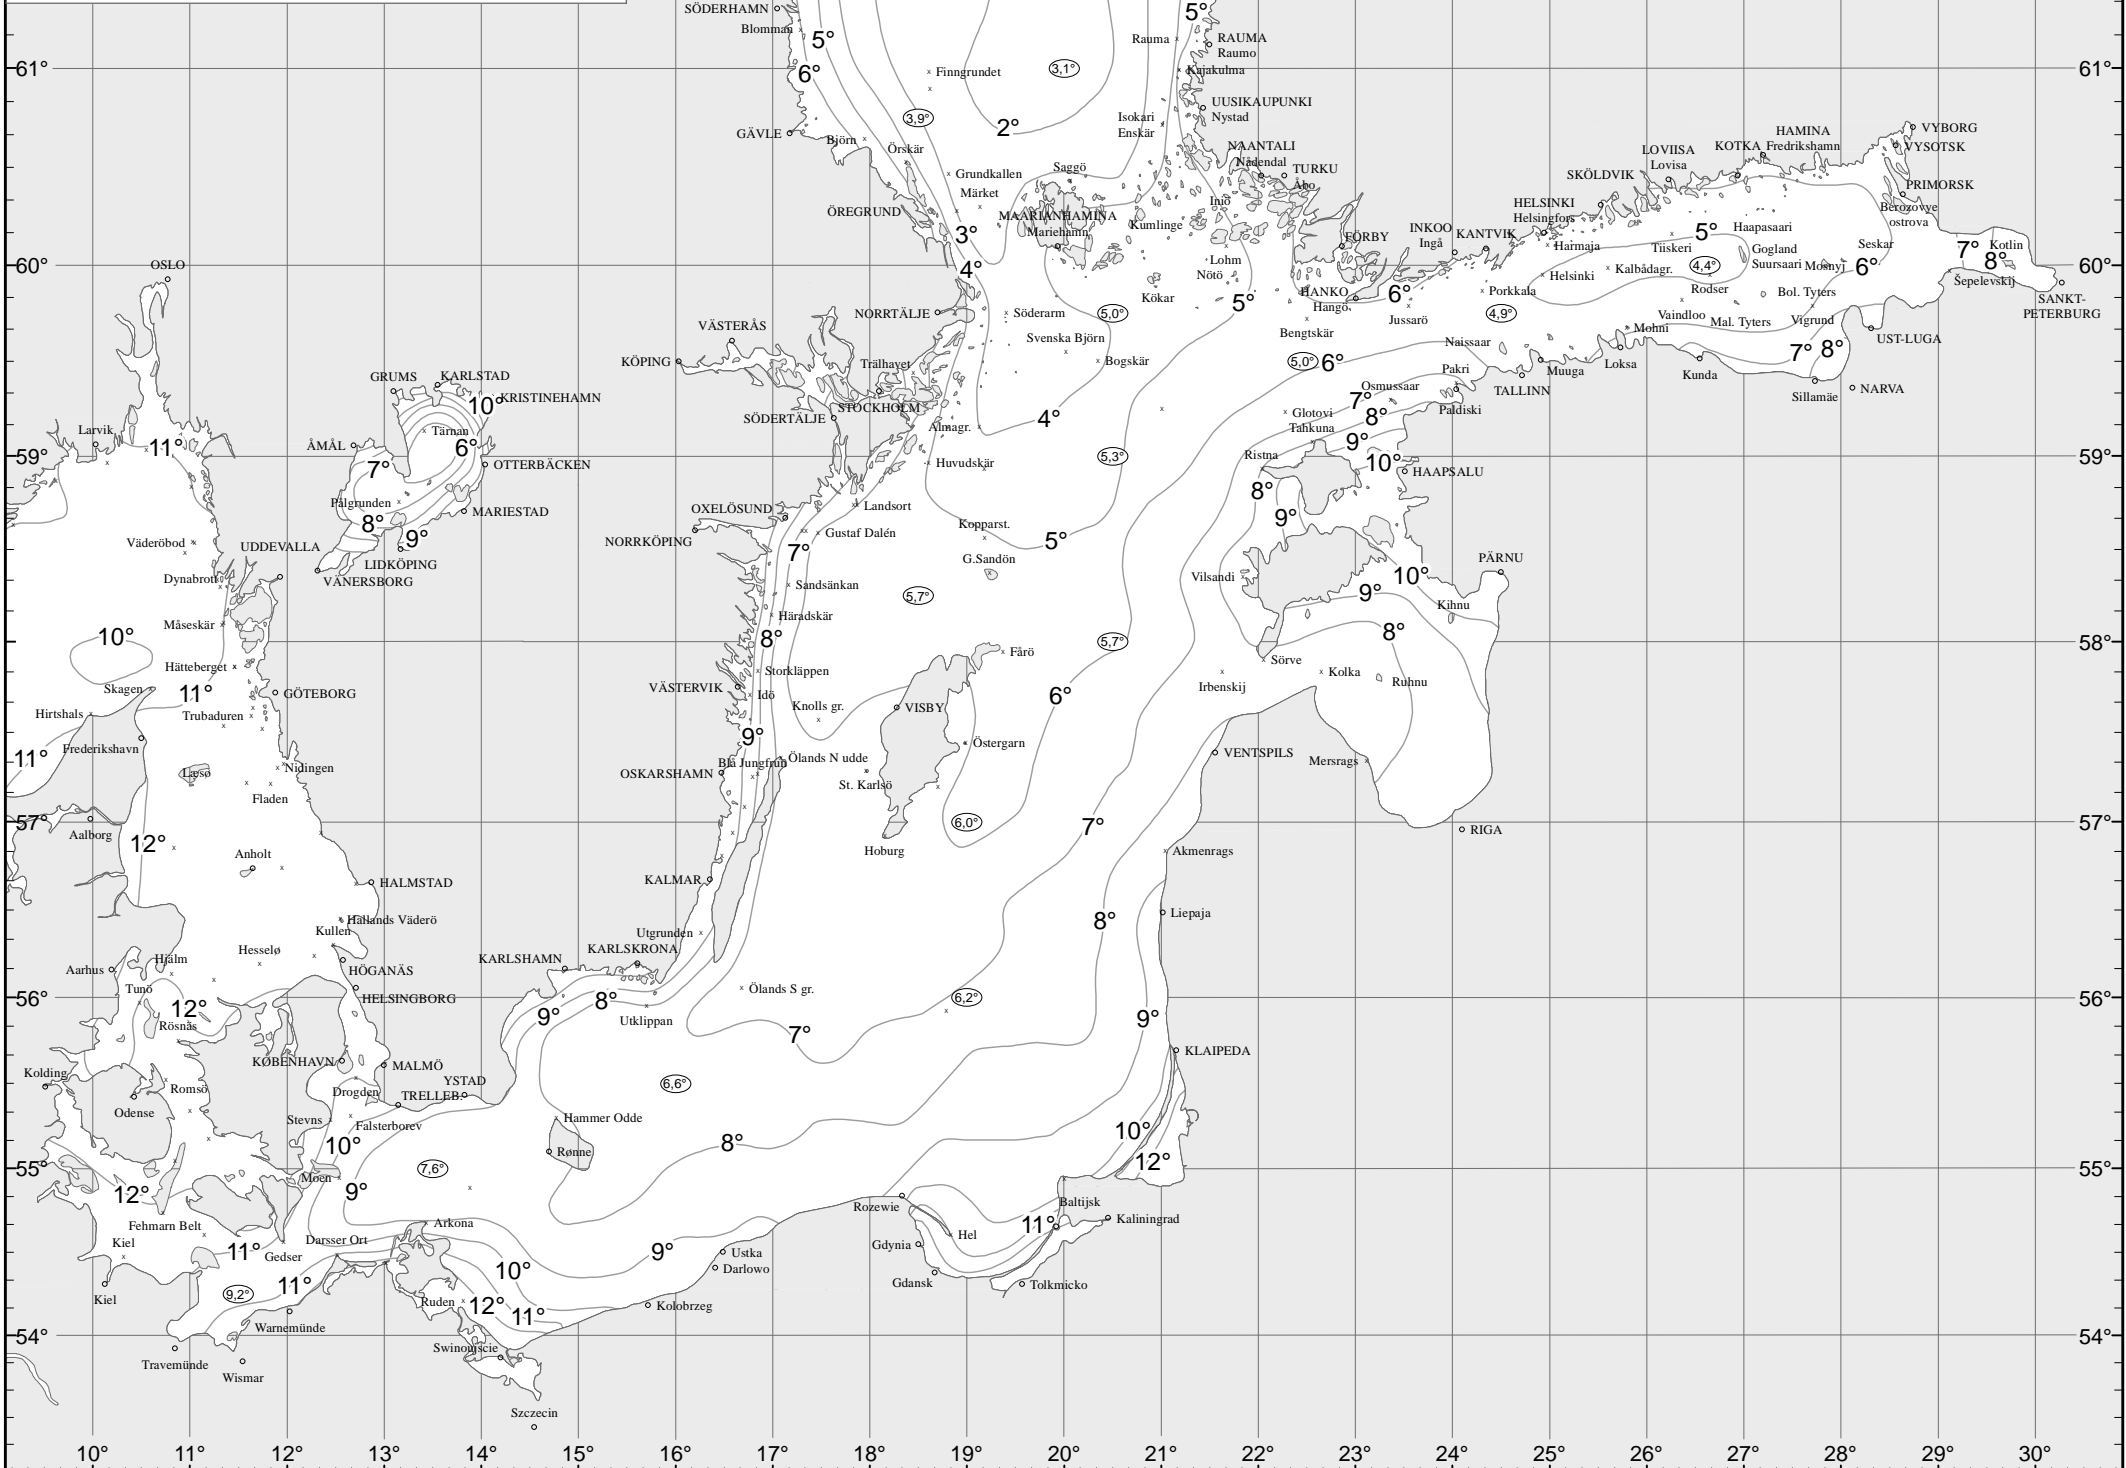 SÖDERHAMN
5°
Blomman
5°
Rauma
RAUMA
Raumo
61°
6°
Finngrundet
3,1°
Kajakulma
61°
UUSIKAUPUNKI
Nystad
3,9°
2°
Isokari
Enskär
GÄVLE
Björn
Örskär
NAANTALI
Nådendal
TURKU
Åbo
LOVIISA
Lovisa
KOTKA
HAMINA
Fredrikshamn
VYBORG
VYSOTSK
Grundkallen
Saggö
SKÖLDVIK
PRIMORSK
Märket
ÖREGRUND
MAARIANHAMINA
Mariehamn
Kumlinge
Iniö
HELSINKI
Helsingfors
Berozovye
ostrova
3°
FÖRBY
INKOO
Ingå
KANTVIK
Harmaja
5°
Haapasaari
Tiiskeri
Gogland
Suursaari
Seskar
7°
Kotlin
8°
OSLO
60°
4°
Lohm
Nötö
Helsinki
Kalbådagr.
4,4°
Mosnyj
6°
60°
Sepelevskij
Kökar
5°
HANKO
Hangö
6°
Porkkala
Rodser
Bol. Tyters
SANKT-
PETERBURG
NORRTÄLJE
Söderarm
5,0°
Jussarö
4,9°
Vaindloo
Mal. Tyters
Vigrund
VÄSTERÅS
Svenska Björn
Bengtskär
Mohni
UST-LUGA
KÖPING
Trälhavet
Bogskär
5,0°
6°
Naissaar
7°
8°
GRUMS
KARLSTAD
Pakri
TALLINN
Muuga
Loksa
Kunda
Sillamäe
NARVA
10
KRISTINEHAMN
STOCKHOLM
Osmussaar
7°
SÖDERTÄLJE
4°
Glotovi
Tahkuna
8°
Paldiski
Larvik
11°
Tärnan
Almagr.
ÅMÅL
6°
9°
59°
7°
OTTERBÄCKEN
Huvudskär
5,3°
Ristna
10°
HAAPSALU
59°
Pålgrunden
8°
MARIESTAD
OXELÖSUND
Landsort
8°
9°
Kopparst.
9°
Gustaf Dalén
NORRKÖPING
7°
5°
Väderöbod
UDDEVALLA
LIDKÖPING
G.Sandön
PÄRNU
Dynabrott
VÄNERSBORG
Sandsänkan
Vilsandi
10°
5,7°
9°
Kihnu
Måseskär
Häradskär
10°
8°
5,7°
8°
58°
Fårö
Hätteberget
Storkläppen
Sörve
Kolka
Skagen
11°
GÖTEBORG
VÄSTERVIK
Idö
6°
Irbenskij
Ruhnu
Hirtshals
Trubaduren
Knolls gr.
VISBY
9°
Östergarn
Frederikshavn
11°
VENTSPILS
Blå Jungfrun
Ölands N udde
Mersrags
Læsø
Nidingen
OSKARSHAMN
St. Karlsö
Fladen
57°
6,0°
7°
57°
Aalborg
RIGA
12°
Anholt
Hoburg
Akmenrags
HALMSTAD
KALMAR
Hallands Väderö
8°
Liepaja
Kullen
Utgrunden
Hesselø
KARLSKRONA
Hjälm
KARLSHAMN
Aarhus
HÖGANÄS
Tunö
Ölands S gr.
56°
12°
HELSINGBORG
8°
6,2°
56°
Rösnäs
9°
Utklippan
7°
9°
KØBENHAVN
MALMÖ
KLAIPEDA
Kolding
YSTAD
6,6°
Romsö
Drogden
TRELLEB.
Odense
Stevns
Falsterborev
Hammer Odde
10°
8°
10°
Rønne
55°
7,6°
12°
55°
Moen
12°
9°
Rozewie
Baltijsk
Fehmarn Belt
Arkona
11°
Kaliningrad
Kiel
11°
Gedser
Darsser Ort
9°
Ustka
Gdynia
Hel
Darlowo
10°
Gdansk
Tolkmicko
9,2°
11°
Kiel
Ruden
12°
11°
Kolobrzeg
Warnemünde
54°
54°
Swinoujscie
Travemünde
Wismar
Szczecin
10°
11°
12°
13°
14°
15°
16°
17°
18°
19°
20°
21°
22°
23°
24°
25°
26°
27°
28°
29°
30°